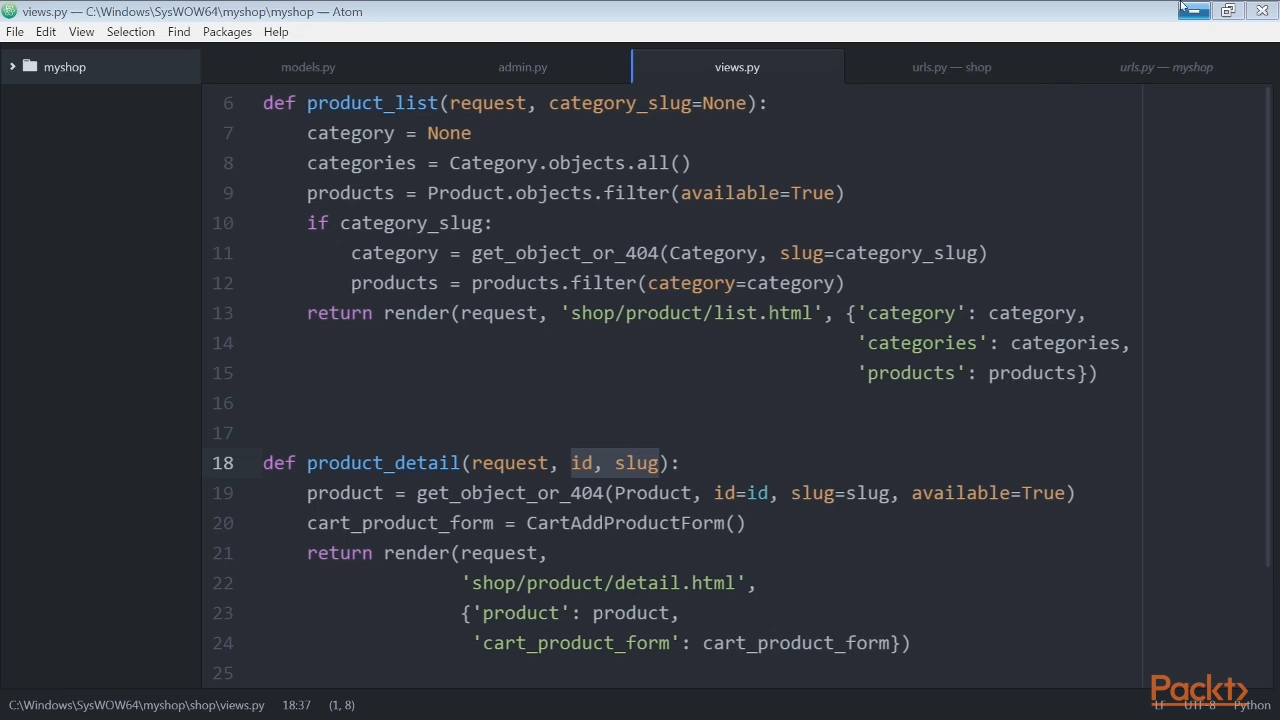 views.py — C:\Windows\SysWOW64\myshop\myshop — Atom
File Edit View Selection Find Packages Help
myshop
models.py admin.py views.py urls.py — shop urls.py — myshop
6 def product_list(request, category_slug=None):
7 category = None
8 categories = Category.objects.all()
9 products = Product.objects.filter(available=True)
10 if category_slug:
11 category = get_object_or_404(Category, slug=category_slug)
12 products = products.filter(category=category)
13 return render(request, 'shop/product/list.html', {'category': category,
14 'categories': categories,
15 'products': products})
16
17
18 def product_detail(request, id, slug):
19 product = get_object_or_404(Product, id=id, slug=slug, available=True)
20 cart_product_form = CartAddProductForm()
21 return render(request,
22 'shop/product/detail.html',
23 {'product': product,
24 'cart_product_form': cart_product_form})
25
Packt
C:\Windows\SysWOW64\myshop\shop\views.py 18:37 (1, 8) LF UTF-8 Python